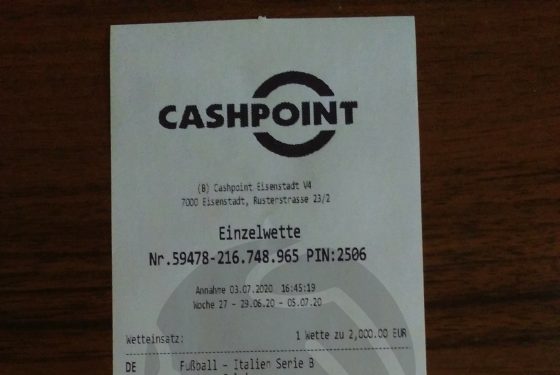 CASHPOINT
(B) Cashpoint Eisenstadt V4
7000 Eisenstadt, Rusterstrasse 23/2
Einzelwette
Nr.59478-216.748.965 PIN:2506
Annahme 03.07.2020 16:45:19
Woche 27 - 29.06.20 - 05.07.20
Wetteinsatz: 1 Wette zu 2,000.00 EUR
DE Fußball - Italien Serie B